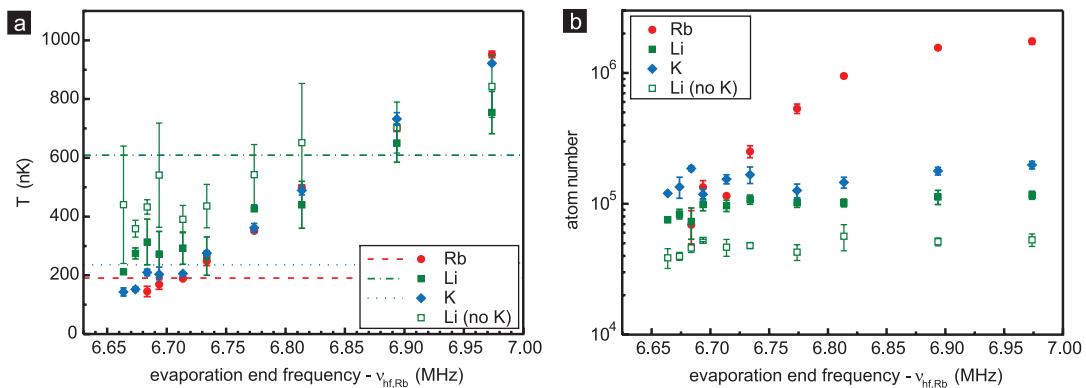 a
T (nK)
1000
800
600
400
200
0
6.65 6.70 6.75 6.80 6.85 6.90 6.95 7.00
evaporation end frequency - νhf,Rb (MHz)
Rb
Li
K
Li (no K)
b
atom number
10^6
10^5
10^4
6.65 6.70 6.75 6.80 6.85 6.90 6.95 7.00
evaporation end frequency - νhf,Rb (MHz)
Rb
Li
K
Li (no K)